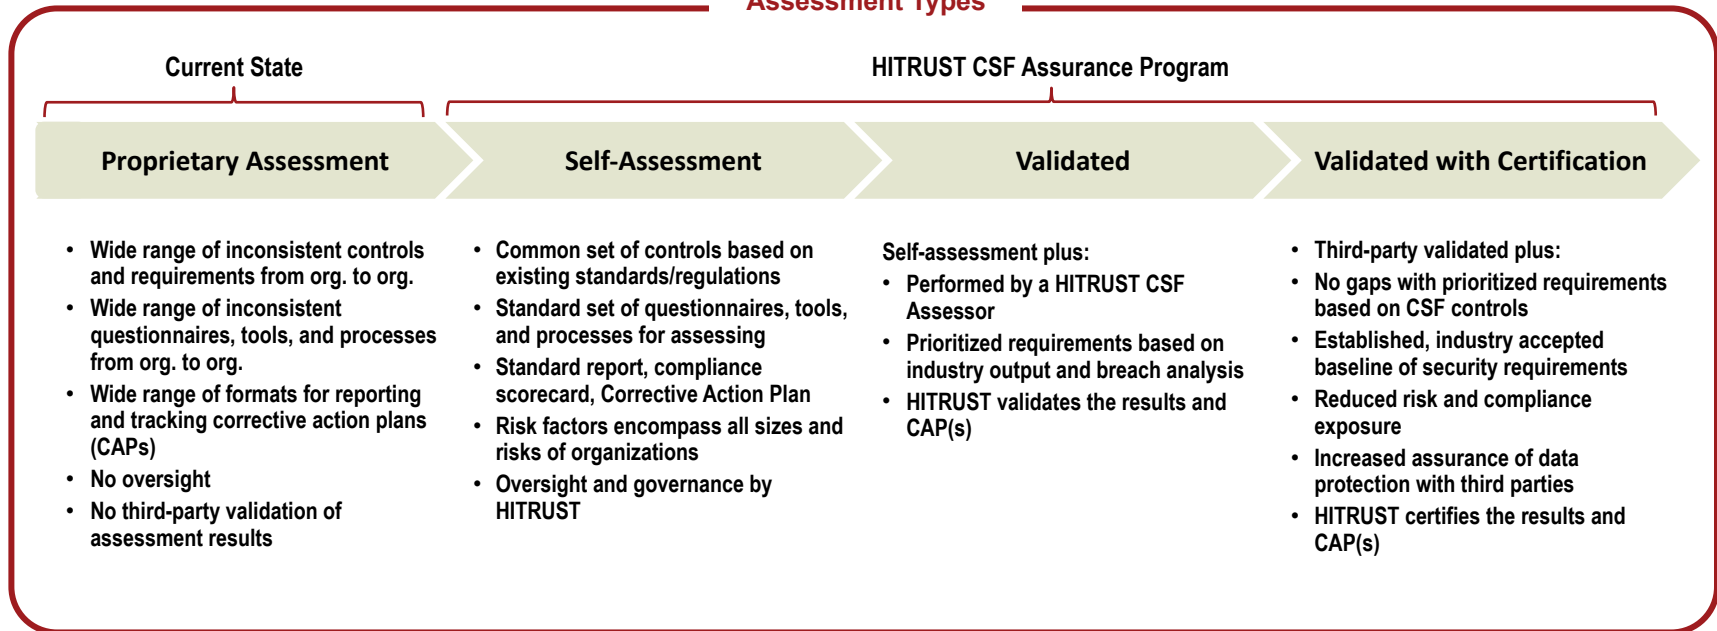 Assessment Types
Current State
HITRUST CSF Assurance Program
Proprietary Assessment
Self-Assessment
Validated
Validated with Certification
• Wide range of inconsistent controls
and requirements from org. to org.
• Wide range of inconsistent
questionnaires, tools, and processes
from org. to org.
• Wide range of formats for reporting
and tracking corrective action plans
(CAPs)
• No oversight
• No third-party validation of
assessment results
• Common set of controls based on
existing standards/regulations
• Standard set of questionnaires, tools,
and processes for assessing
• Standard report, compliance
scorecard, Corrective Action Plan
• Risk factors encompass all sizes and
risks of organizations
• Oversight and governance by
HITRUST
Self-assessment plus:
• Performed by a HITRUST CSF
Assessor
• Prioritized requirements based on
industry output and breach analysis
• HITRUST validates the results and
CAP(s)
• Third-party validated plus:
• No gaps with prioritized requirements
based on CSF controls
• Established, industry accepted
baseline of security requirements
• Reduced risk and compliance
exposure
• Increased assurance of data
protection with third parties
• HITRUST certifies the results and
CAP(s)